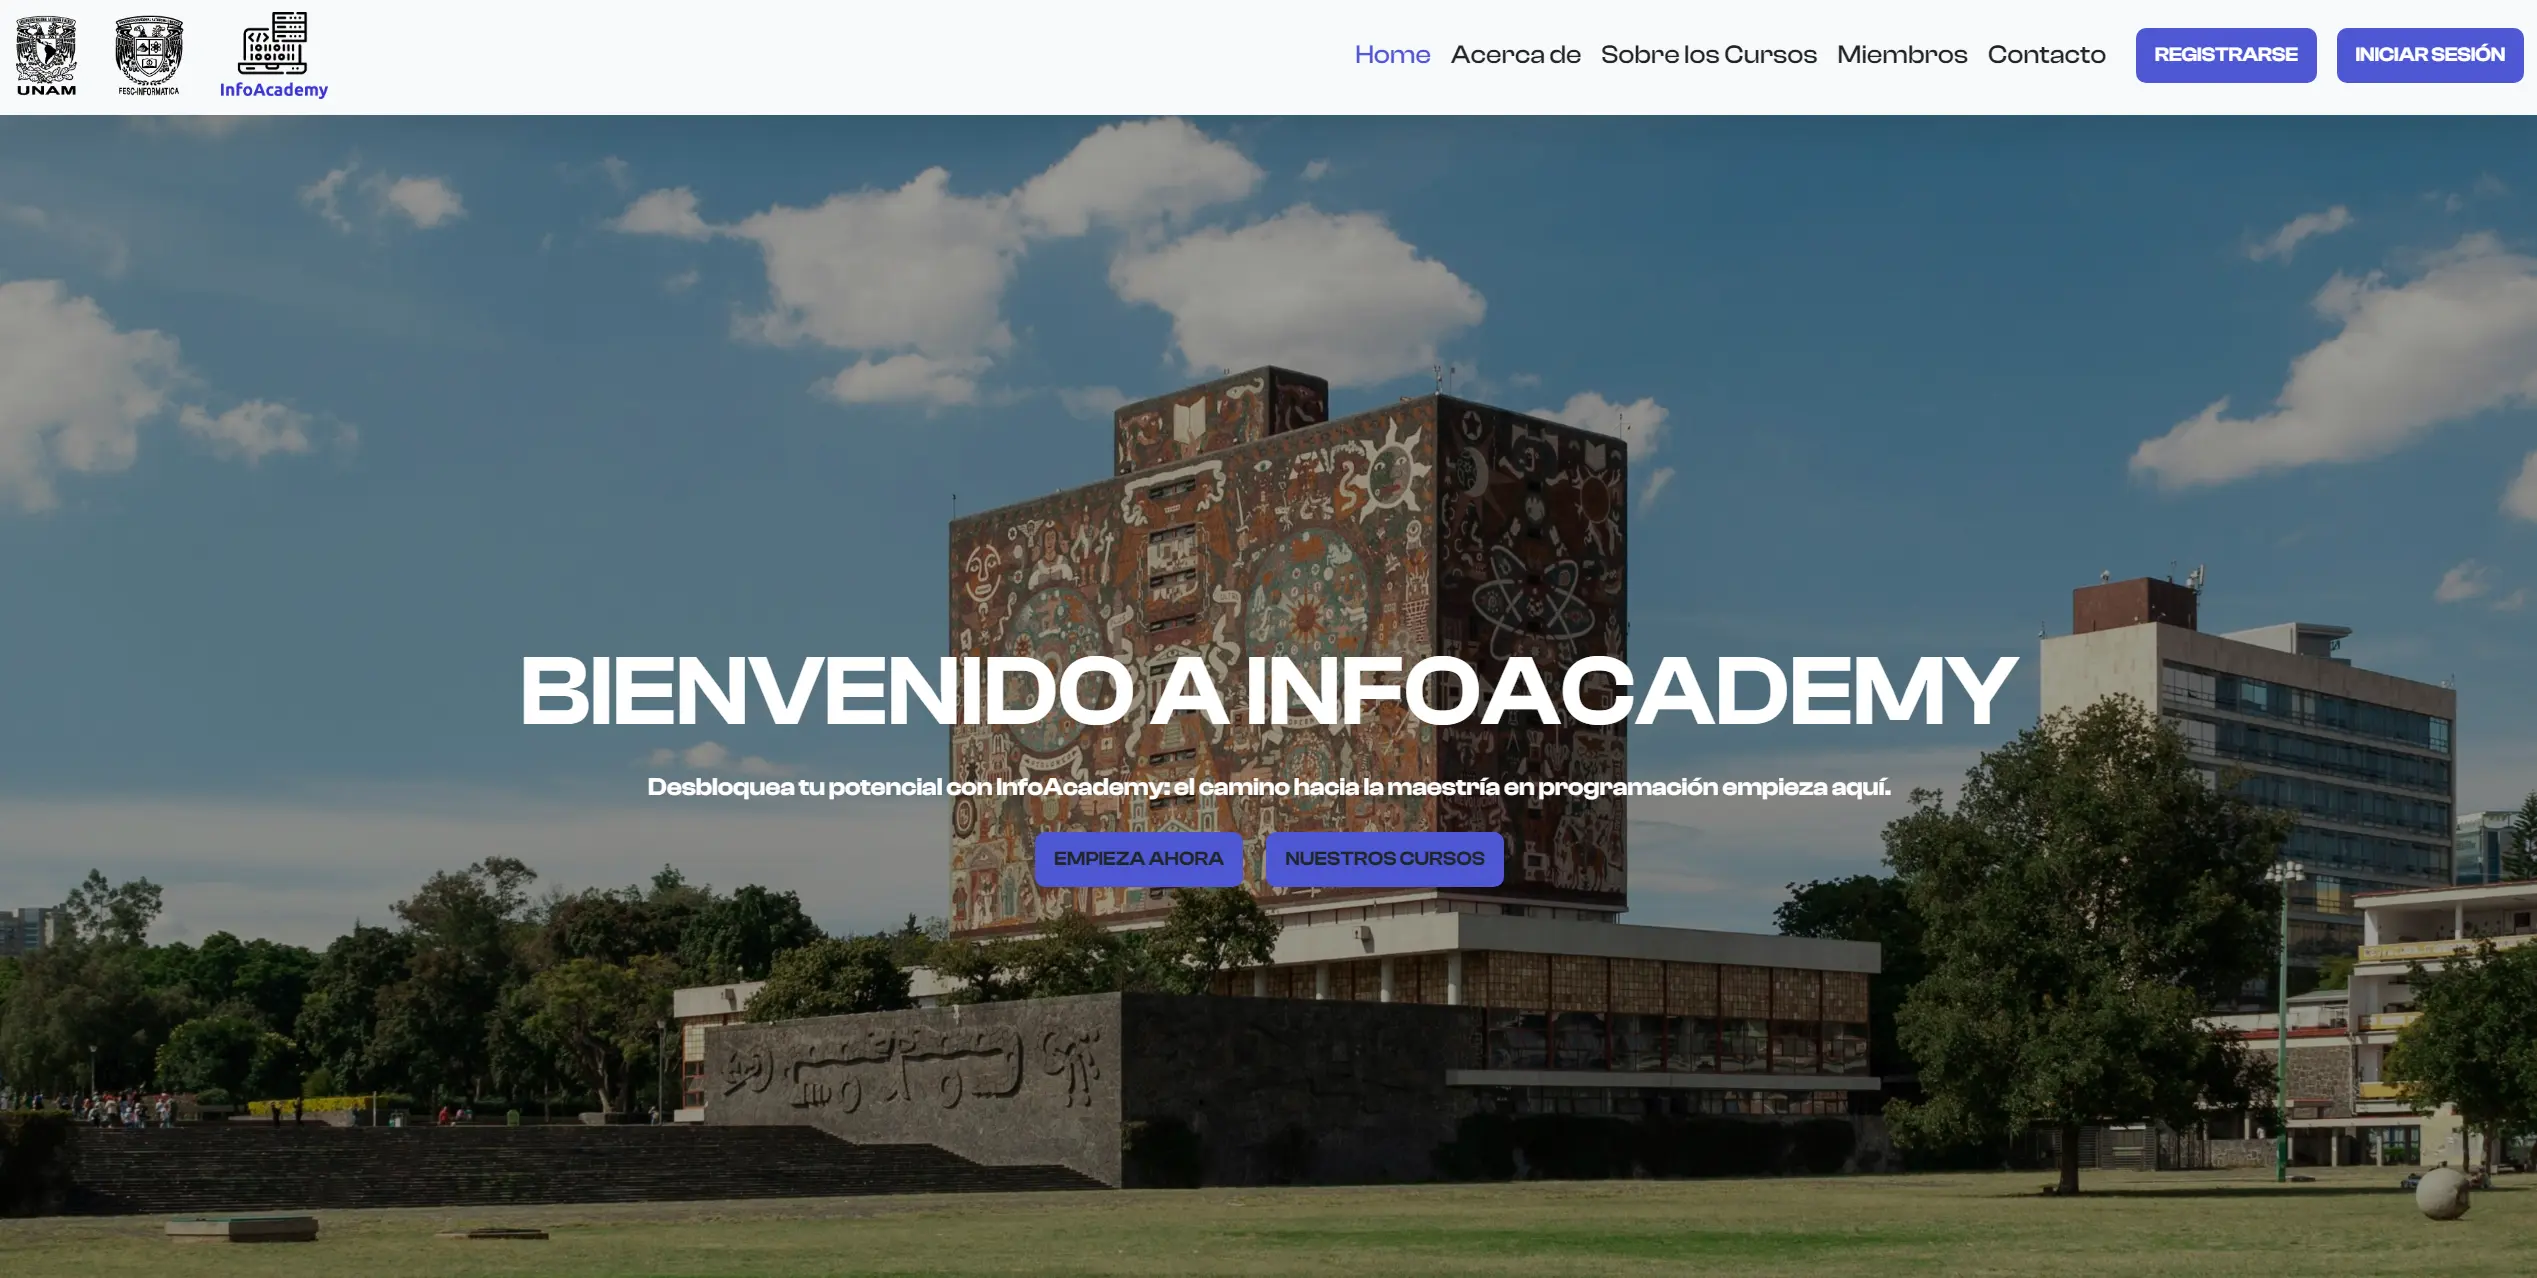 UNAM
FESC-INFORMATICA
InfoAcademy
Home
Acerca de
Sobre los Cursos
Miembros
Contacto
REGISTRARSE
INICIAR SESIÓN
BIENVENIDO A INFOACADEMY
Desbloquea tu potencial con InfoAcademy: el camino hacia la maestría en programación empieza aquí.
EMPIEZA AHORA
NUESTROS CURSOS